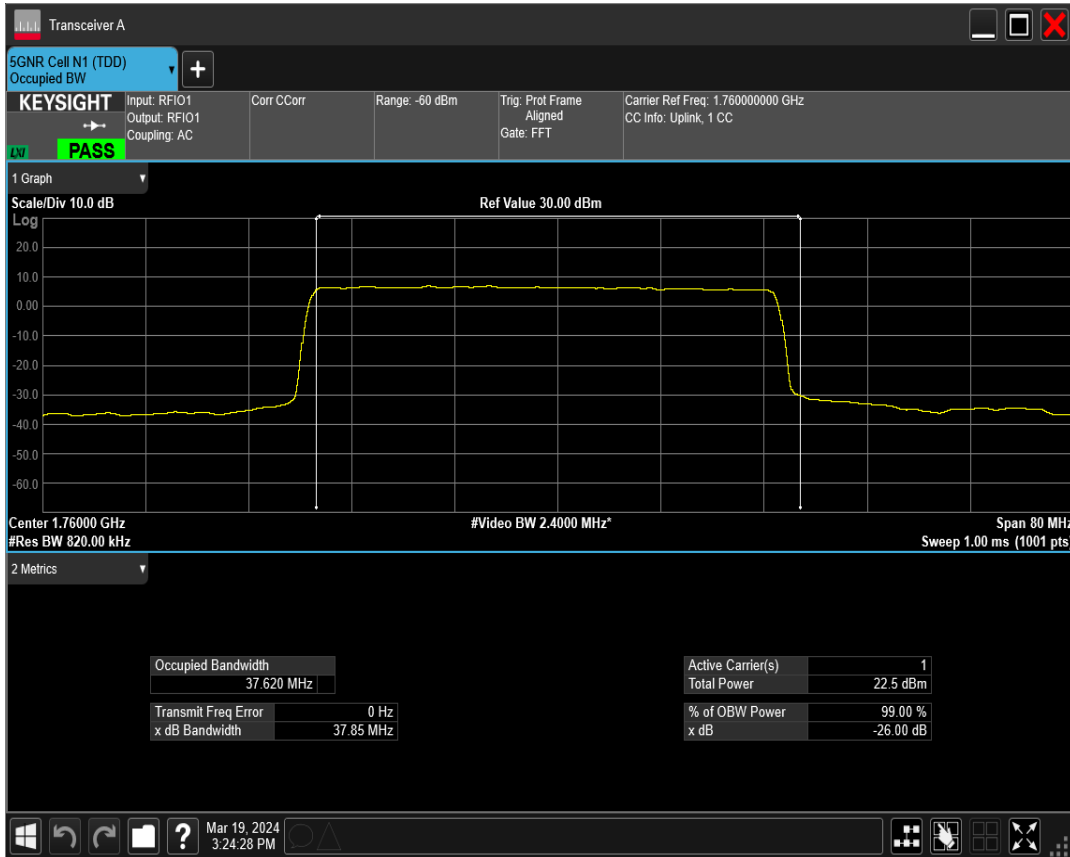 Transceiver A
5GNR Cell N1 (TDD)
Occupied BW
+
KEYSIGHT
LXI
PASS
Input: RFIO1
Output: RFIO1
Coupling: AC
Corr CCorr
Range: -60 dBm
Trig: Prot Frame
Aligned
Gate: FFT
Carrier Ref Freq: 1.760000000 GHz
CC Info: Uplink, 1 CC
1 Graph
Scale/Div 10.0 dB
Ref Value 30.00 dBm
Log
20.0
10.0
0.00
-10.0
-20.0
-30.0
-40.0
-50.0
-60.0
Center 1.76000 GHz
#Video BW 2.4000 MHz*
Span 80 MHz
#Res BW 820.00 kHz
Sweep 1.00 ms (1001 pts)
2 Metrics
Occupied Bandwidth
37.620 MHz
Transmit Freq Error 0 Hz
x dB Bandwidth 37.85 MHz
Active Carrier(s) 1
Total Power 22.5 dBm
% of OBW Power 99.00 %
x dB -26.00 dB
?
Mar 19, 2024
3:24:28 PM